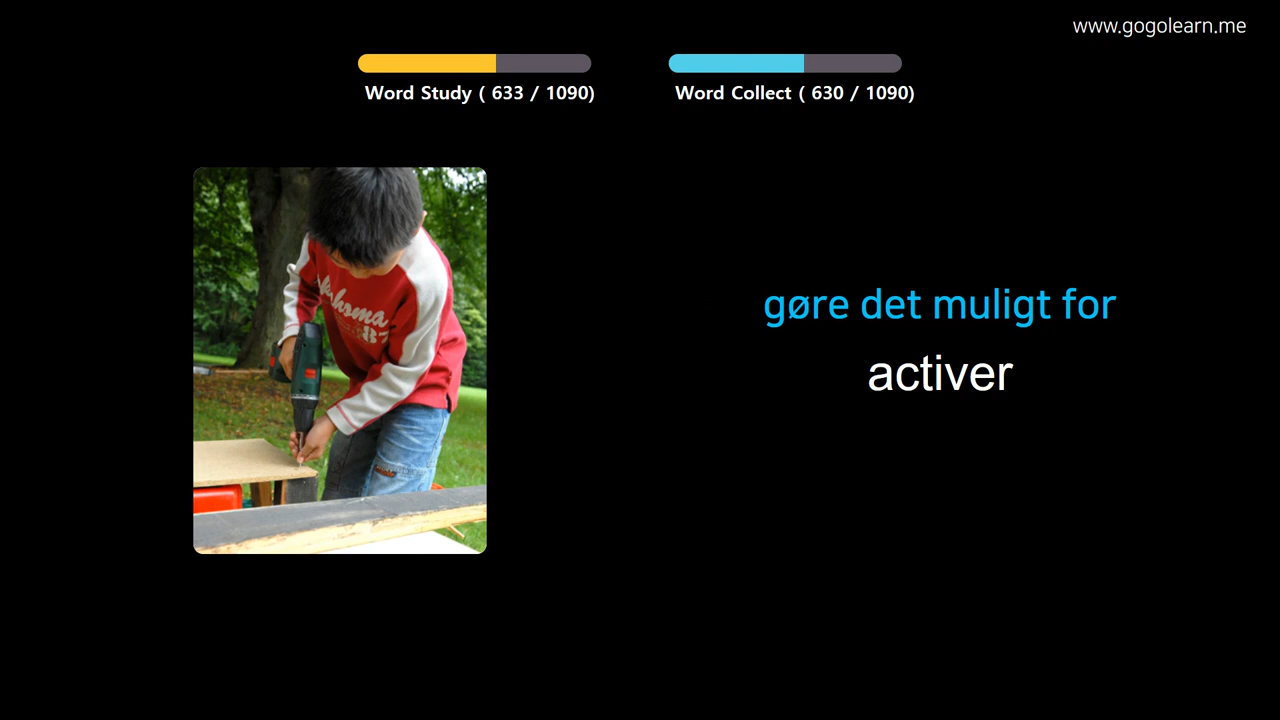 www.gogolearn.me
Word Study ( 633 / 1090)
Word Collect ( 630 / 1090)
gøre det muligt for
activer